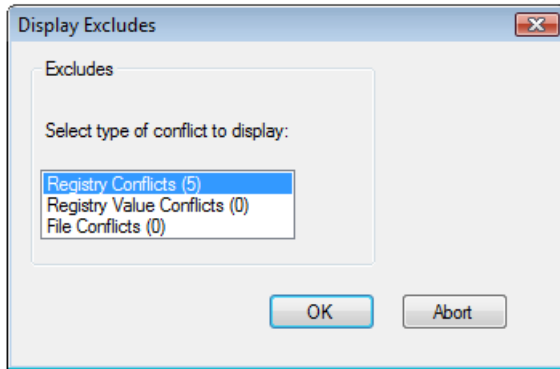 Display Excludes
Excludes
Select type of conflict to display:
Registry Conflicts (5)
Registry Value Conflicts (0)
File Conflicts (0)
OK Abort